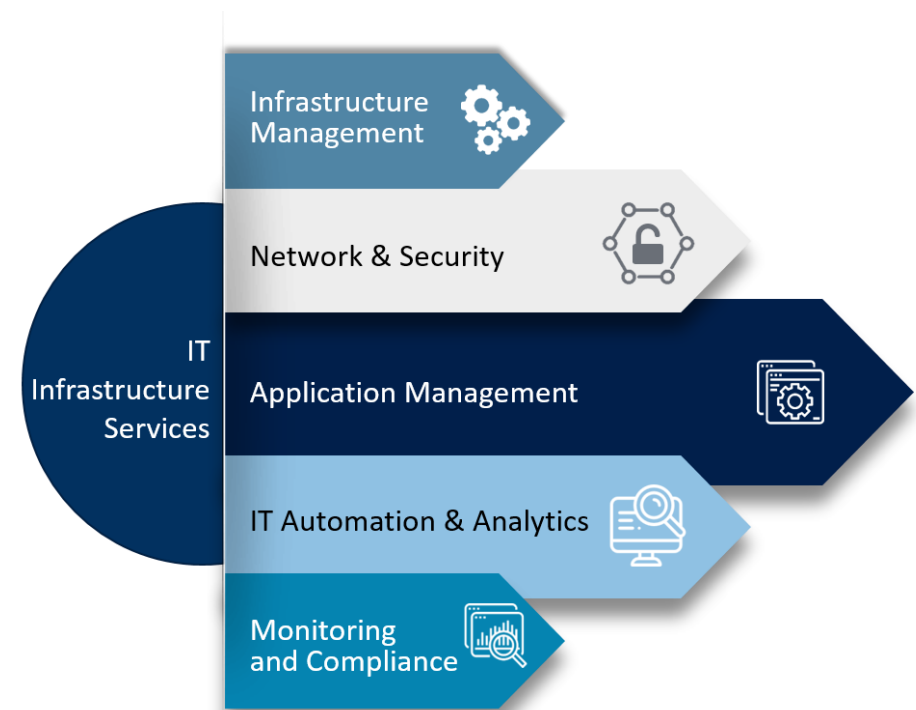 Infrastructure
Management
Network & Security
IT
Infrastructure
Services
Application Management
IT Automation & Analytics
Monitoring
and Compliance